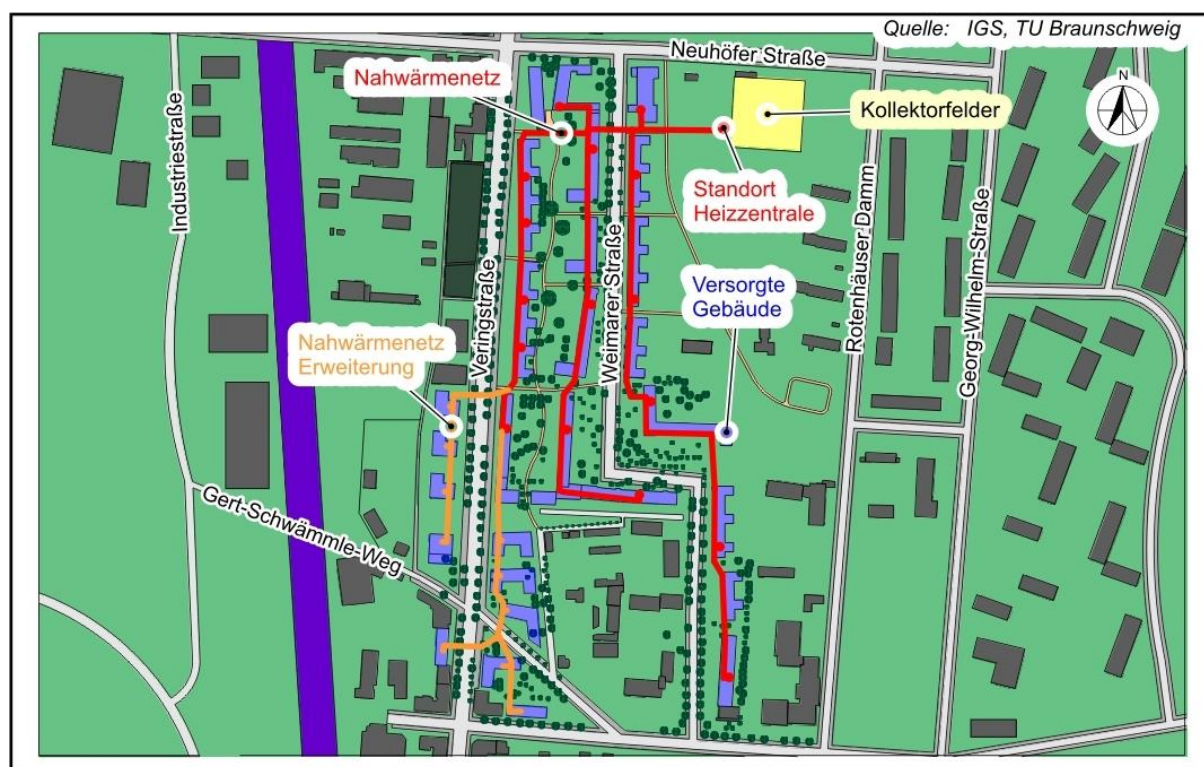 Quelle: IGS, TU Braunschweig
Neuhöfer Straße
Nahwärmenetz
N
Kollektorfelder
Industriestraße
Standort
Heizzentrale
Rotenhäuser Damm
Georg-Wilhelm-Straße
Veringstraße
Weimarer Straße
Versorgte
Gebäude
Nahwärmenetz
Erweiterung
Gert-Schwämmle-Weg